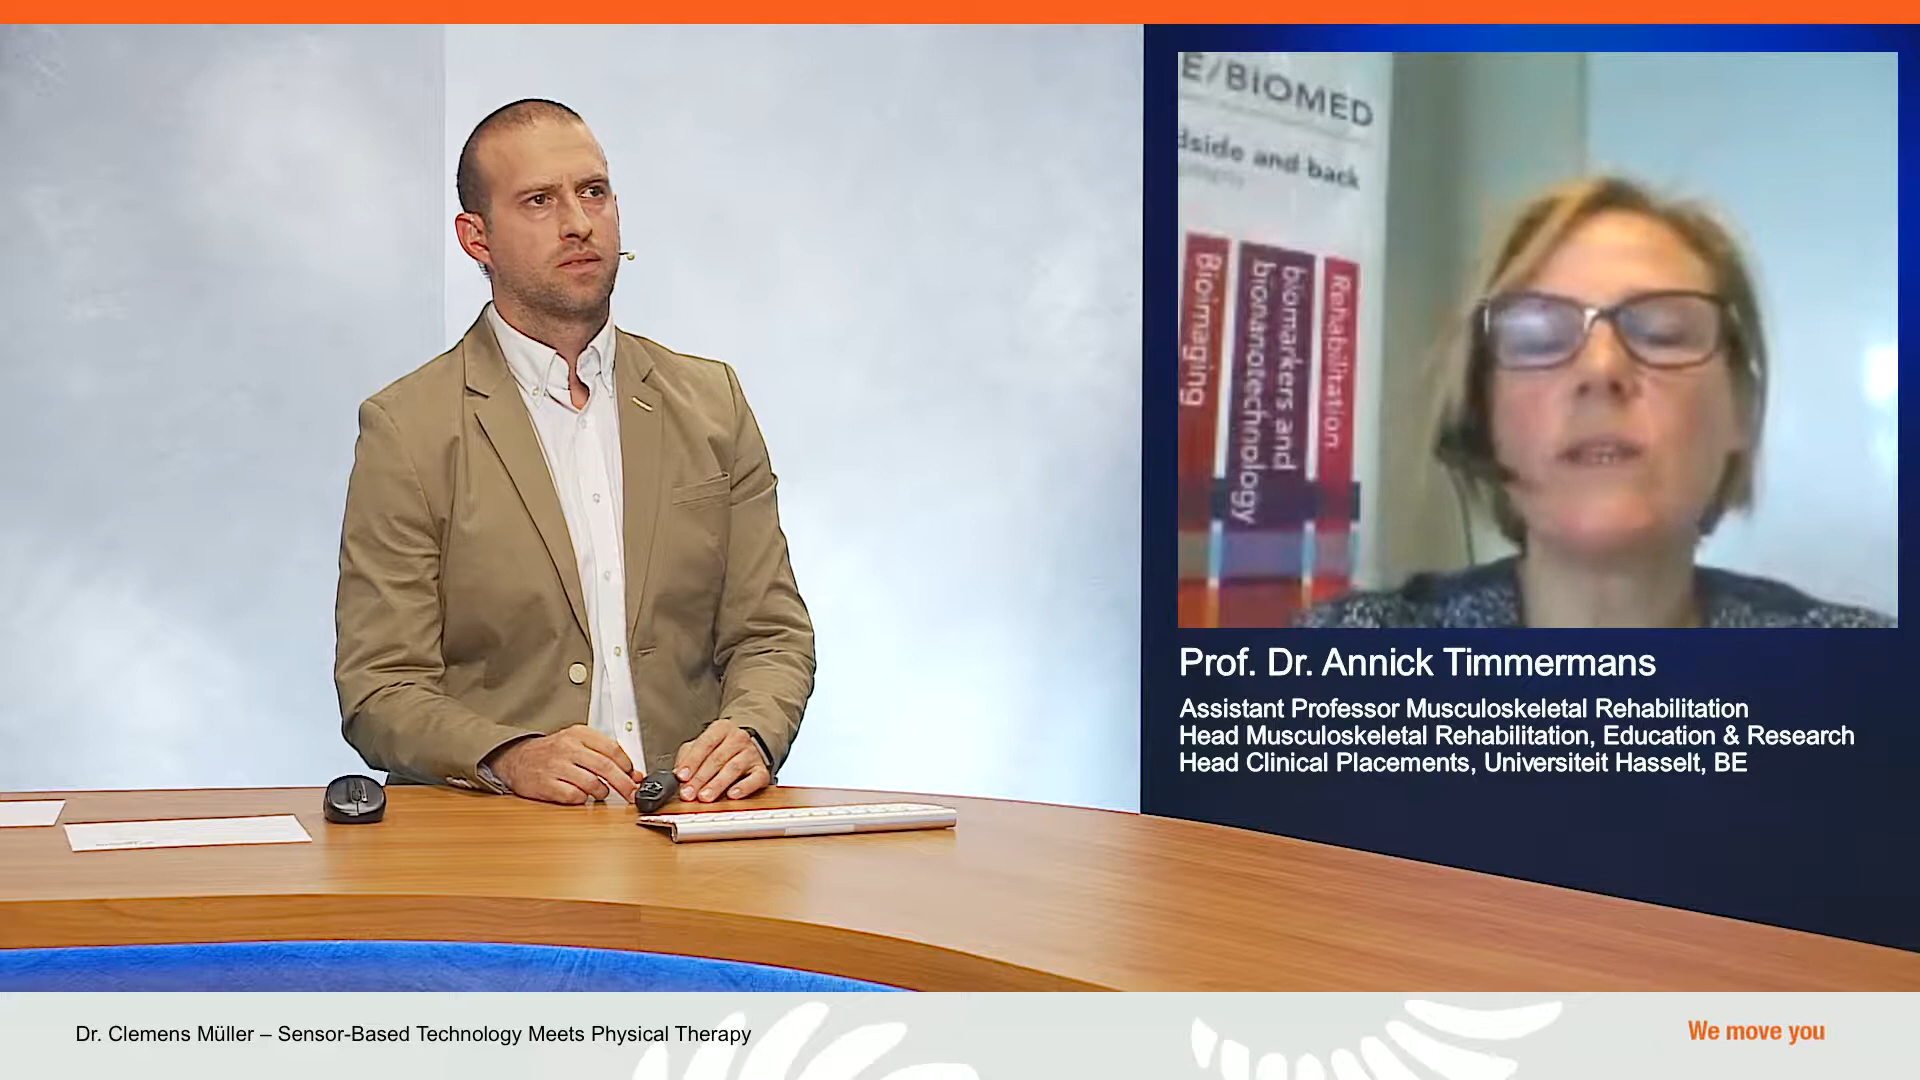 E/BIOMED
dside and back
Bioimaging
biomarkers and
bionanotechnology
Rehabilitation
Prof. Dr. Annick Timmermans
Assistant Professor Musculoskeletal Rehabilitation
Head Musculoskeletal Rehabilitation, Education & Research
Head Clinical Placements, Universiteit Hasselt, BE
Dr. Clemens Müller – Sensor-Based Technology Meets Physical Therapy
We move you